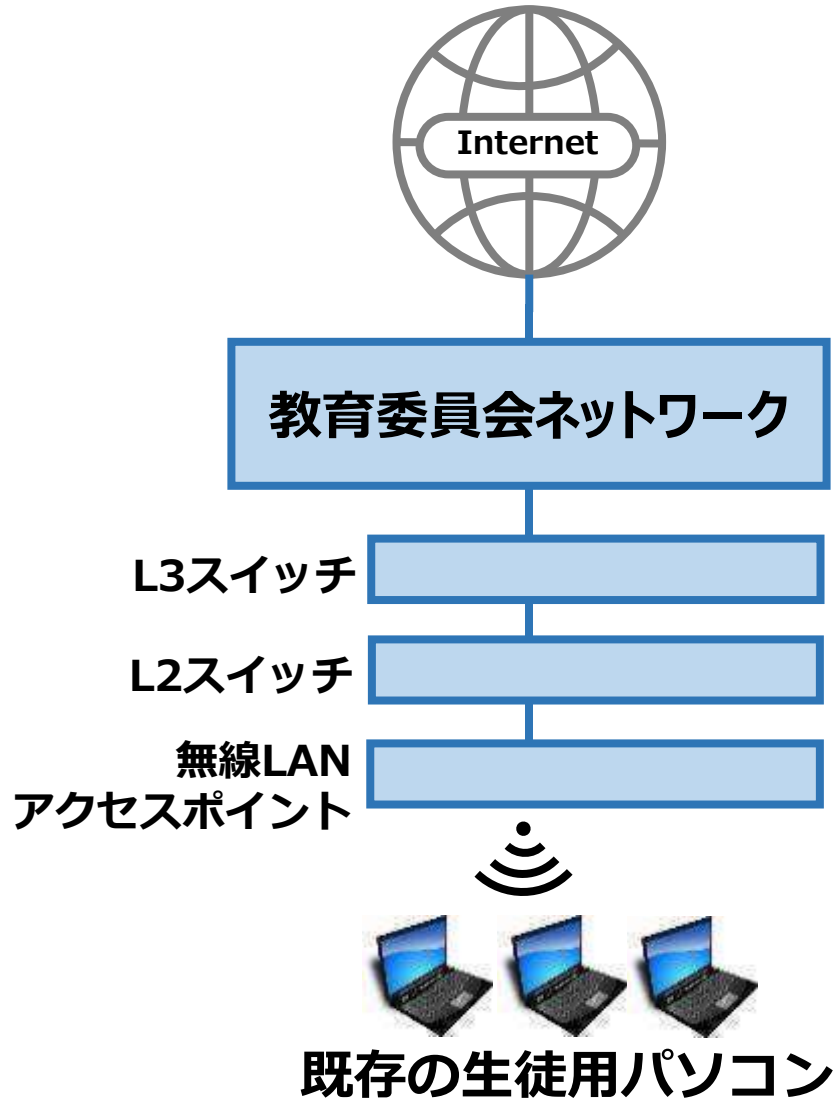 Internet
教育委員会ネットワーク
L3スイッチ
L2スイッチ
無線LAN
アクセスポイント
既存の生徒用パソコン